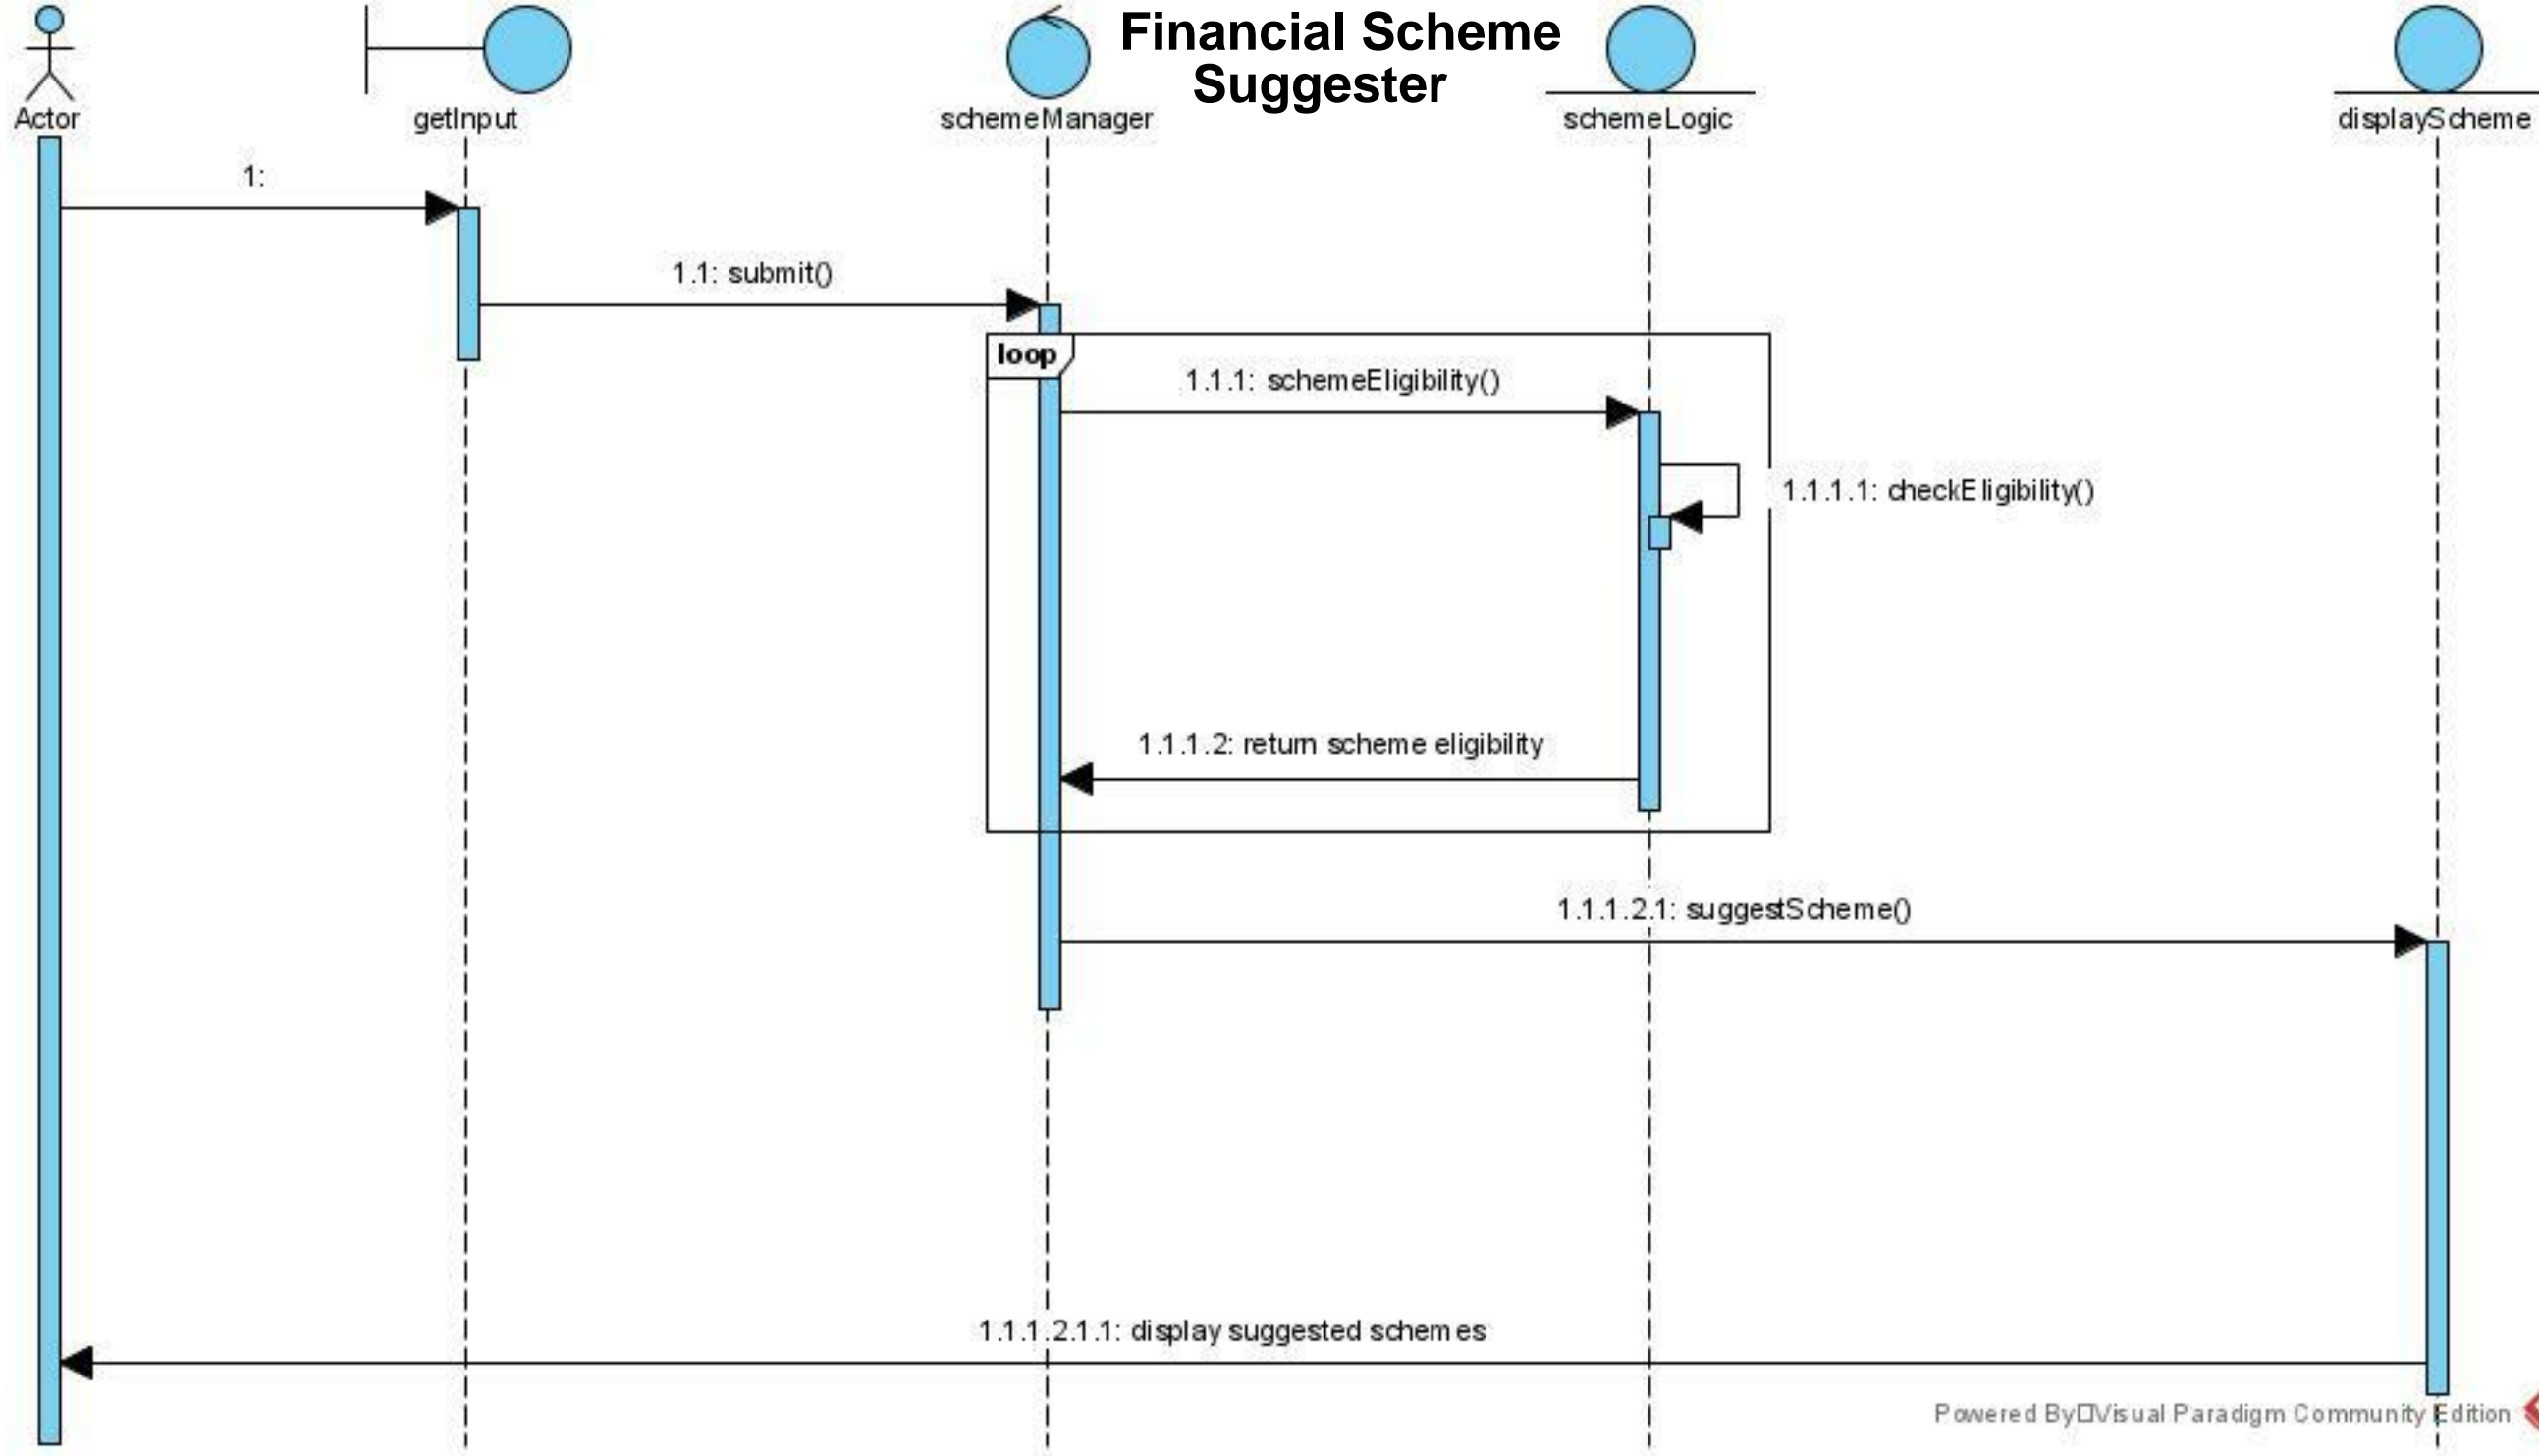 Financial Scheme
Suggester
Actor
getInput
schemeManager
schemeLogic
displayScheme
1:
1.1: submit()
loop
1.1.1: schemeEligibility()
1.1.1.1: checkEligibility()
1.1.1.2: return scheme eligibility
1.1.1.2.1: suggestScheme()
1.1.1.2.1.1: display suggested schemes
Powered By□Visual Paradigm Community Edition